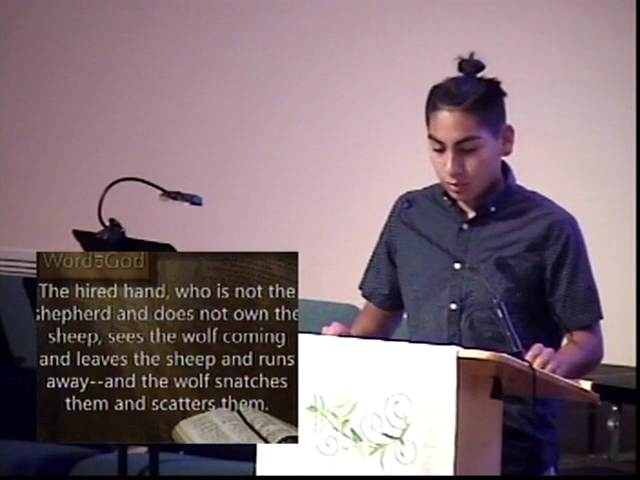 Word of God
The hired hand, who is not the
shepherd and does not own the
sheep, sees the wolf coming
and leaves the sheep and runs
away--and the wolf snatches
them and scatters them.